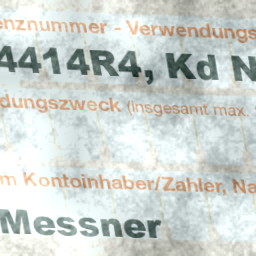 enznummer - Verwendungs
4414R4, Kd N
dungszweck (insgesamt max.
m Kontoinhaber/Zahler, Na
Messner